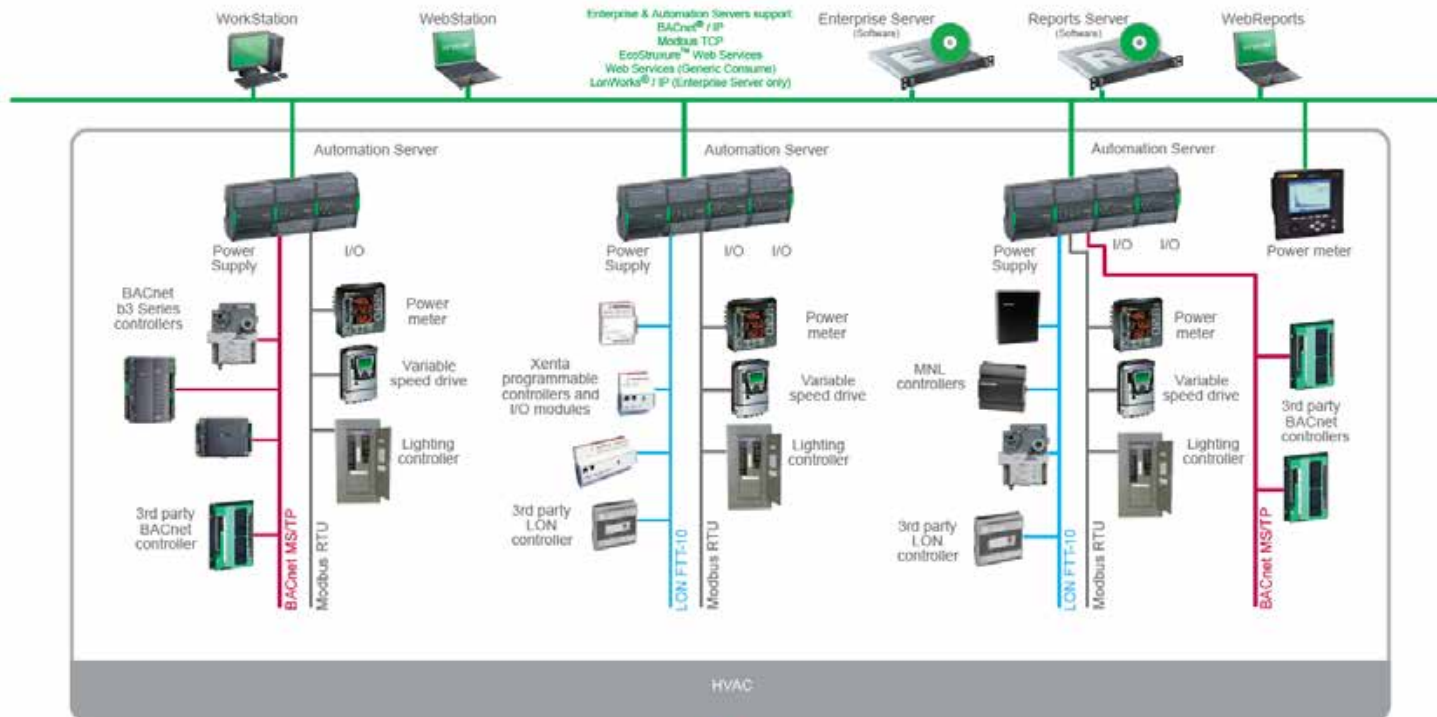 WorkStation
WebStation
Enterprise & Automation Servers support
BACnet® / IP
Modbus TCP
EcoStruxure™ Web Services
Web Services (Generic Consume)
LonWorks® / IP (Enterprise Server only)
Enterprise Server
(Software)
Reports Server
(Software)
WebReports
Automation Server
Automation Server
Automation Server
Power
Supply
I/O
BACnet
b3 Series
controllers
Power
meter
Variable
speed drive
Lighting
controller
3rd party
BACnet
controller
BACnet MS/TP
Modbus RTU
Power
Supply
I/O
I/O
Xenta
programmable
controllers and
I/O modules
Power
meter
Variable
speed drive
Lighting
controller
3rd party
LON
controller
LON FTT-10
Modbus RTU
Power
Supply
I/O
I/O
MNL
controllers
Power
meter
Variable
speed drive
Lighting
controller
3rd party
LON
controller
LON FTT-10
Modbus RTU
Power meter
3rd party
BACnet
controllers
BACnet MS/TP
HVAC